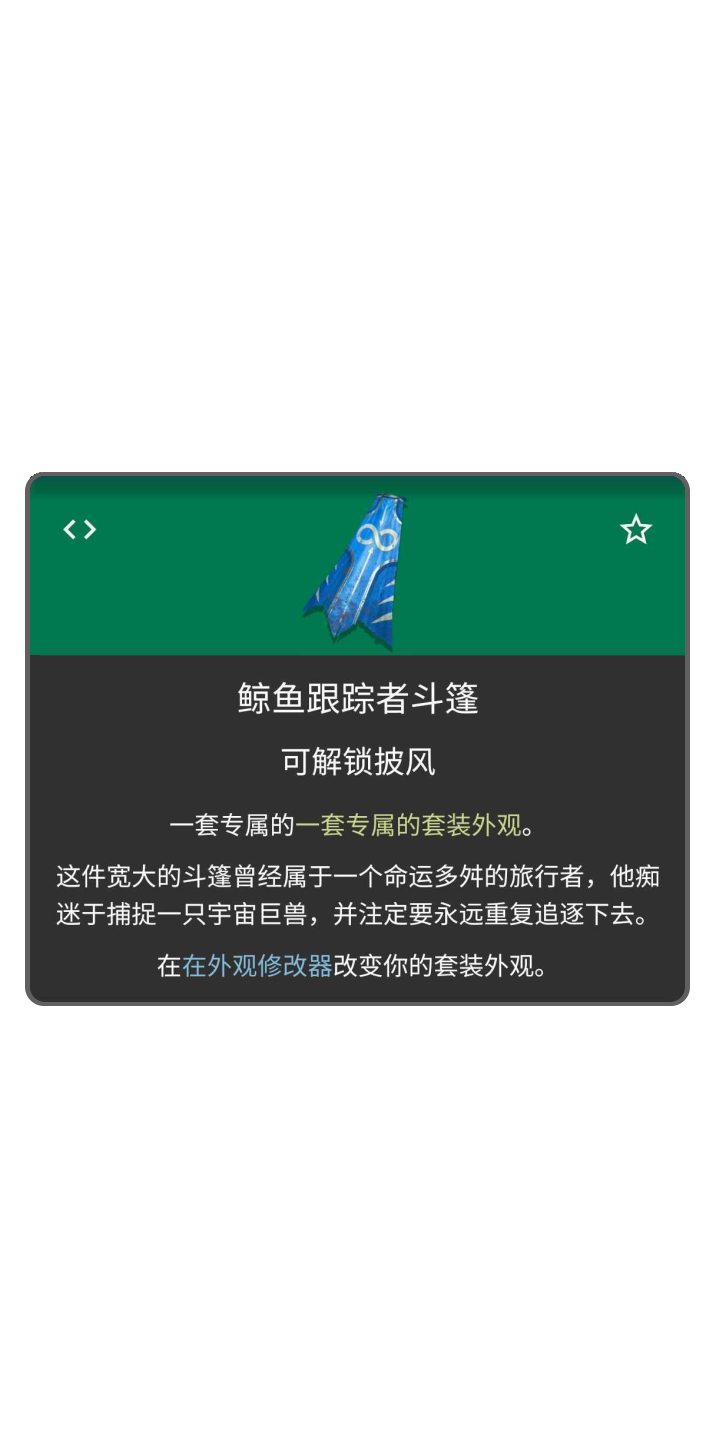 鲸鱼跟踪者斗篷
可解锁披风
一套专属的一套专属的套装外观。
这件宽大的斗篷曾经属于一个命运多舛的旅行者，他痴
迷于捕捉一只宇宙巨兽，并注定要永远重复追逐下去。
在在外观修改器改变你的套装外观。